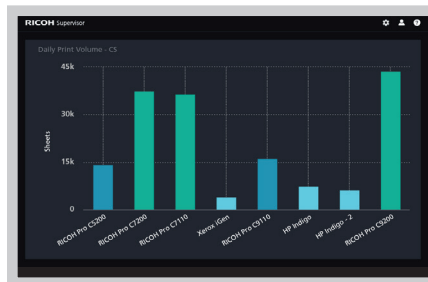 RICOH Supervisor
Daily Print Volume - CS
45k
30k
15k
0
Sheets
RICOH Pro C5200
RICOH Pro C7200
RICOH Pro C7110
Xerox iGen
RICOH Pro C9110
HP Indigo
HP Indigo - 2
RICOH Pro C9200